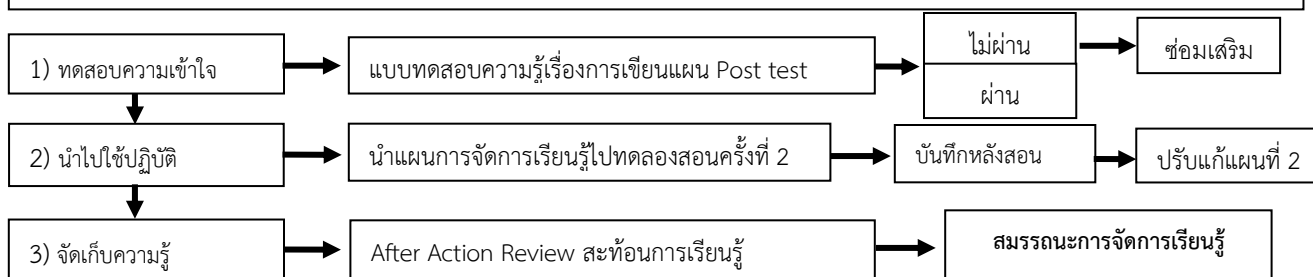 1) ทดสอบความเข้าใจ
แบบทดสอบความรู้เรื่องการเขียนแผน Post test
ไม่ผ่าน
ซ่อมเสริม
ผ่าน
2) นำไปใช้ปฏิบัติ
นำแผนการจัดการเรียนรู้ไปทดลองสอนครั้งที่ 2
บันทึกหลังสอน
ปรับแก้แผนที่ 2
3) จัดเก็บความรู้
After Action Review สะท้อนการเรียนรู้
สมรรถนะการจัดการเรียนรู้